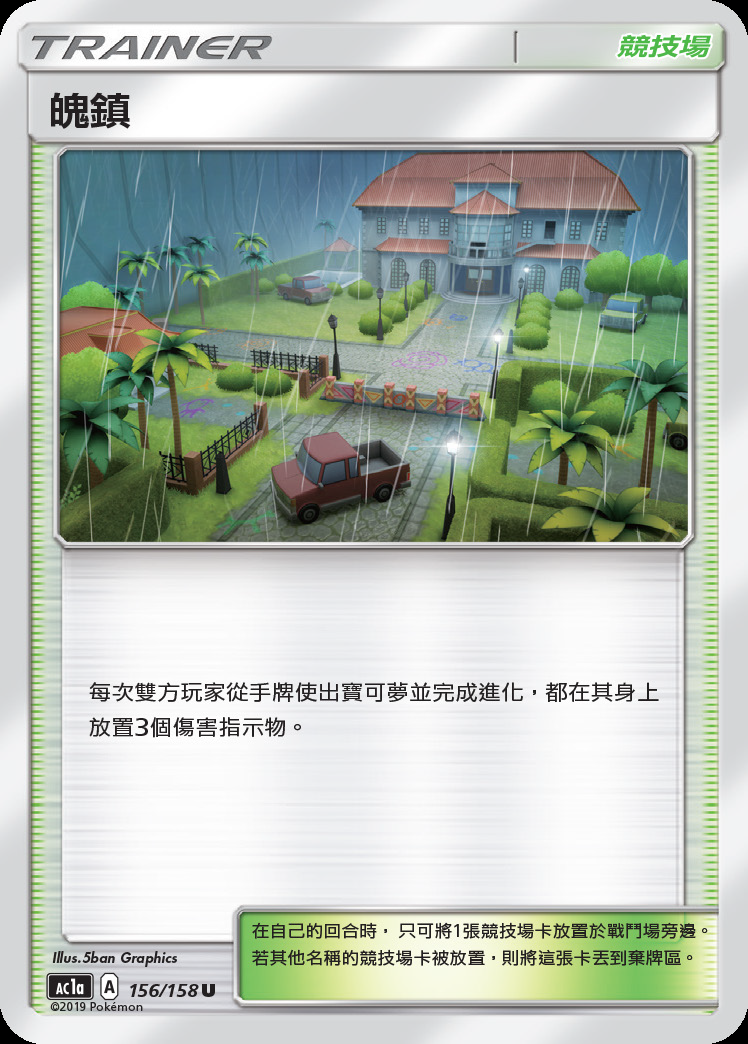 TRAINER
競技場
魄鎮
每次雙方玩家從手牌使出寶可夢並完成進化，都在其身上
放置3個傷害指示物。
在自己的回合時， 只可將1張競技場卡放置於戰鬥場旁邊。
若其他名稱的競技場卡被放置，則將這張卡丟到棄牌區。
Illus.5ban Graphics
AC1a A 156/158 U
©2019 Pokémon